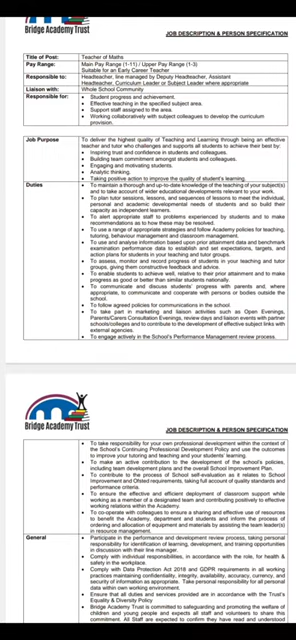 Bridge Academy Trust
JOB DESCRIPTION & PERSON SPECIFICATION
Title of Post: Teacher of Maths
Pay Range: Main Pay Range (1-11) / Upper Pay Range (1-3)
Suitable for an Early Career Teacher
Responsible to: Headteacher, line managed by Deputy Headteacher, Assistant
Headteacher, Curriculum Leader or Subject Leader where appropriate
Liaison with: Whole School Community
Responsible for: • Student progress and achievement.
• Effective teaching in the specified subject area.
• Support staff assigned to the area.
• Working collaboratively with subject colleagues to develop the curriculum
provision.
Job Purpose To deliver the highest quality of Teaching and Learning through being an effective
teacher and tutor who challenges and supports all students to achieve their best by:
• Inspiring trust and confidence in students and colleagues.
• Building team commitment amongst students and colleagues.
• Engaging and motivating students.
• Analytic thinking.
• Taking positive action to improve the quality of student's learning.
Duties • To maintain a thorough and up-to-date knowledge of the teaching of your subject(s)
and to take account of wider educational developments relevant to your work.
• To plan tutor sessions, lessons, and sequences of lessons to meet the individual,
personal and academic developmental needs of students and so build their
capacity as independent learners.
• To alert appropriate staff to problems experienced by students and to make
recommendations as to how these may be resolved.
• To use a range of appropriate strategies and follow Academy policies for teaching,
tutoring, behaviour management and classroom management.
• To use and analyse information based upon prior attainment data and benchmark
examination performance data to establish and set expectations, targets, and
action plans for students in your teaching and tutor groups.
• To assess, monitor and record progress of students in your teaching and tutor
groups, giving them constructive feedback and advice.
• To enable students to achieve well, relative to their prior attainment and to make
progress as good or better than similar students nationally.
• To communicate and discuss students' progress with parents and, where
appropriate, to communicate and cooperate with persons or bodies outside the
school.
• To follow agreed policies for communications in the school.
• To take part in marketing and liaison activities such as Open Evenings,
Parents/Carers Consultation Evenings, review days and liaison events with partner
schools/colleges and to contribute to the development of effective subject links with
external agencies.
• To engage actively in the School's Performance Management review process.
Bridge Academy Trust
JOB DESCRIPTION & PERSON SPECIFICATION
• To take responsibility for your own professional development within the context of
the School's Continuing Professional Development Policy and use the outcomes
to improve your tutoring and teaching and your students' learning.
• To make an active contribution to the development of the school's policies,
including team development plans and the overall School Improvement Plan.
• To contribute to the process of School self-evaluation as it relates to School
Improvement and Ofsted requirements, taking full account of quality standards and
performance criteria.
• To ensure the effective and efficient deployment of classroom support while
working as a member of a designated team and contributing positively to effective
working relations within the Academy.
• To co-operate with colleagues to ensure a sharing and effective use of resources
to benefit the Academy, department and students and inform the process of
ordering and allocation of equipment and materials by assisting the team leader(s)
in resource management.
General • Participate in the performance and development review process, taking personal
responsibility for identification of learning, development, and training opportunities
in discussion with their line manager.
• Comply with individual responsibilities, in accordance with the role, for health &
safety in the workplace.
• Comply with Data Protection Act 2018 and GDPR requirements in all working
practices maintaining confidentiality, integrity, availability, accuracy, currency, and
security of information as appropriate. Take personal responsibility for all personal
data within own working environment.
• Ensure that all duties and services provided are in accordance with the Trust's
Equality & Diversity Policy
• Bridge Academy Trust is committed to safeguarding and promoting the welfare of
children and young people and expects all staff and volunteers to share this
commitment. All Staff are Expected to confirm they have read and understood